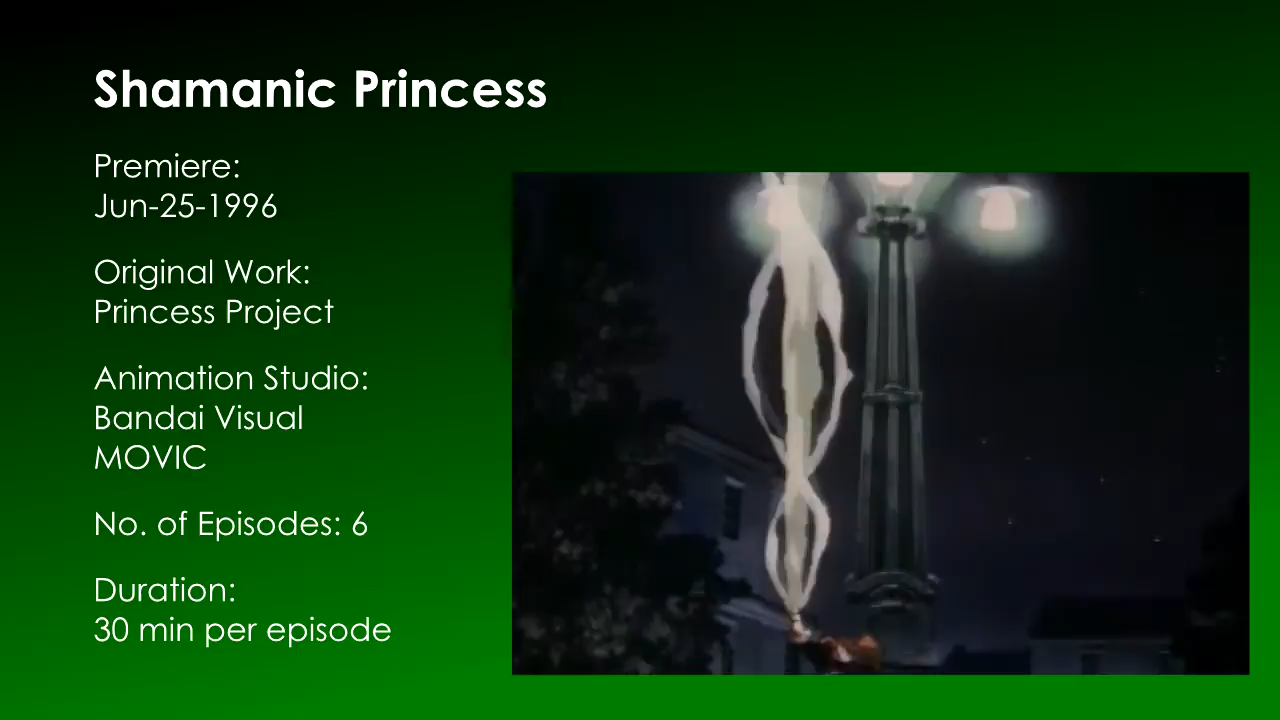 Shamanic Princess
Premiere:
Jun-25-1996
Original Work:
Princess Project
Animation Studio:
Bandai Visual
MOVIC
No. of Episodes: 6
Duration:
30 min per episode